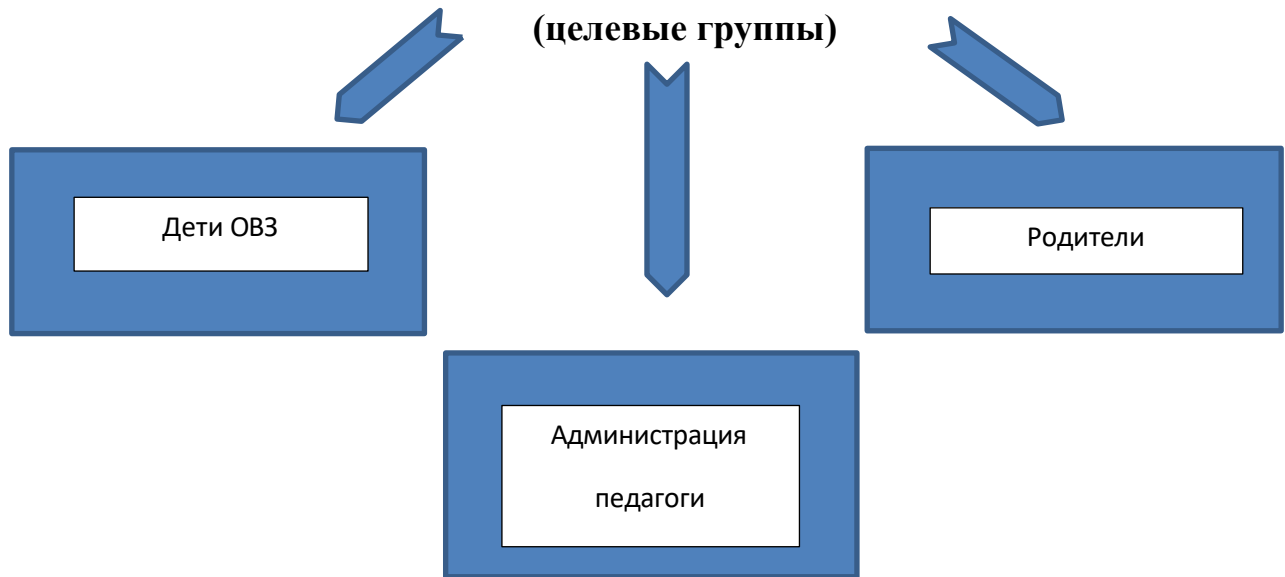 (целевые группы)
Дети ОВЗ
Родители
Администрация
педагоги